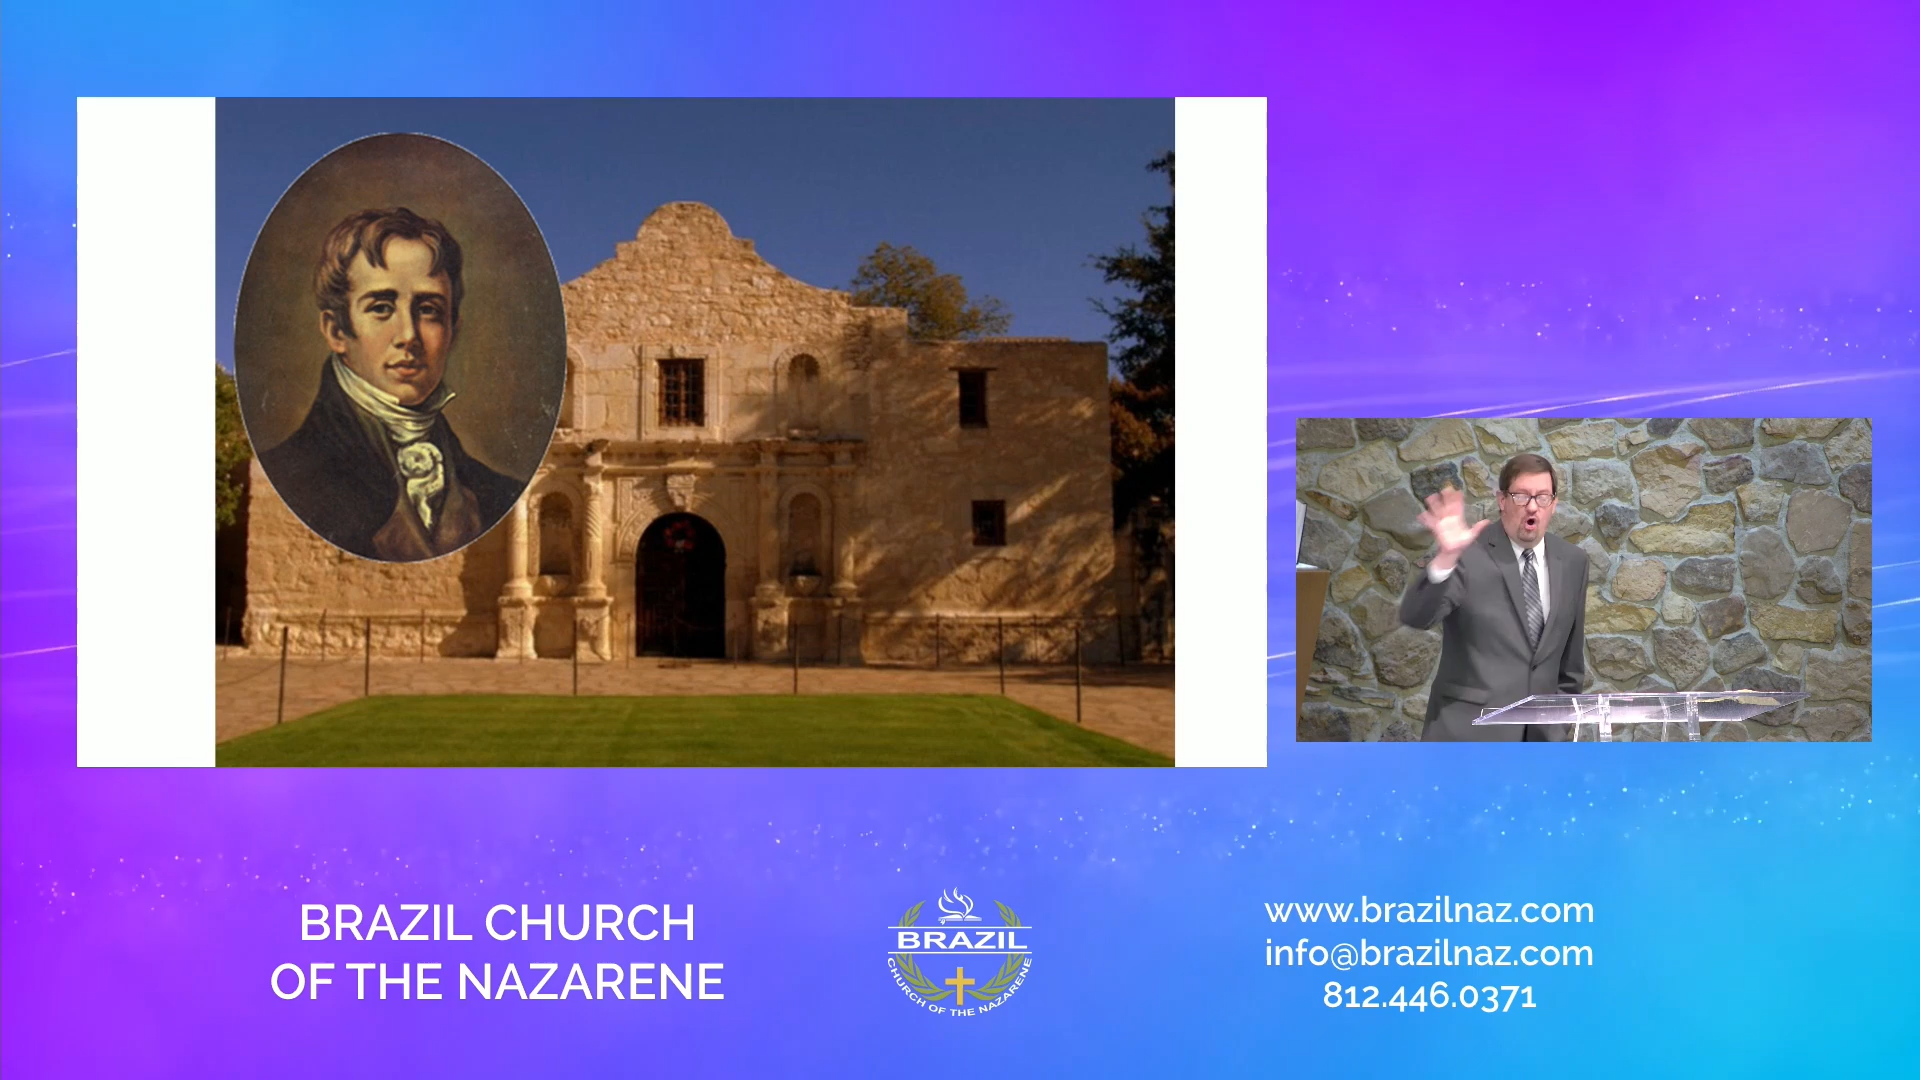 BRAZIL CHURCH
OF THE NAZARENE
BRAZIL
CHURCH OF THE NAZARENE
www.brazilnaz.com
info@brazilnaz.com
812.446.0371